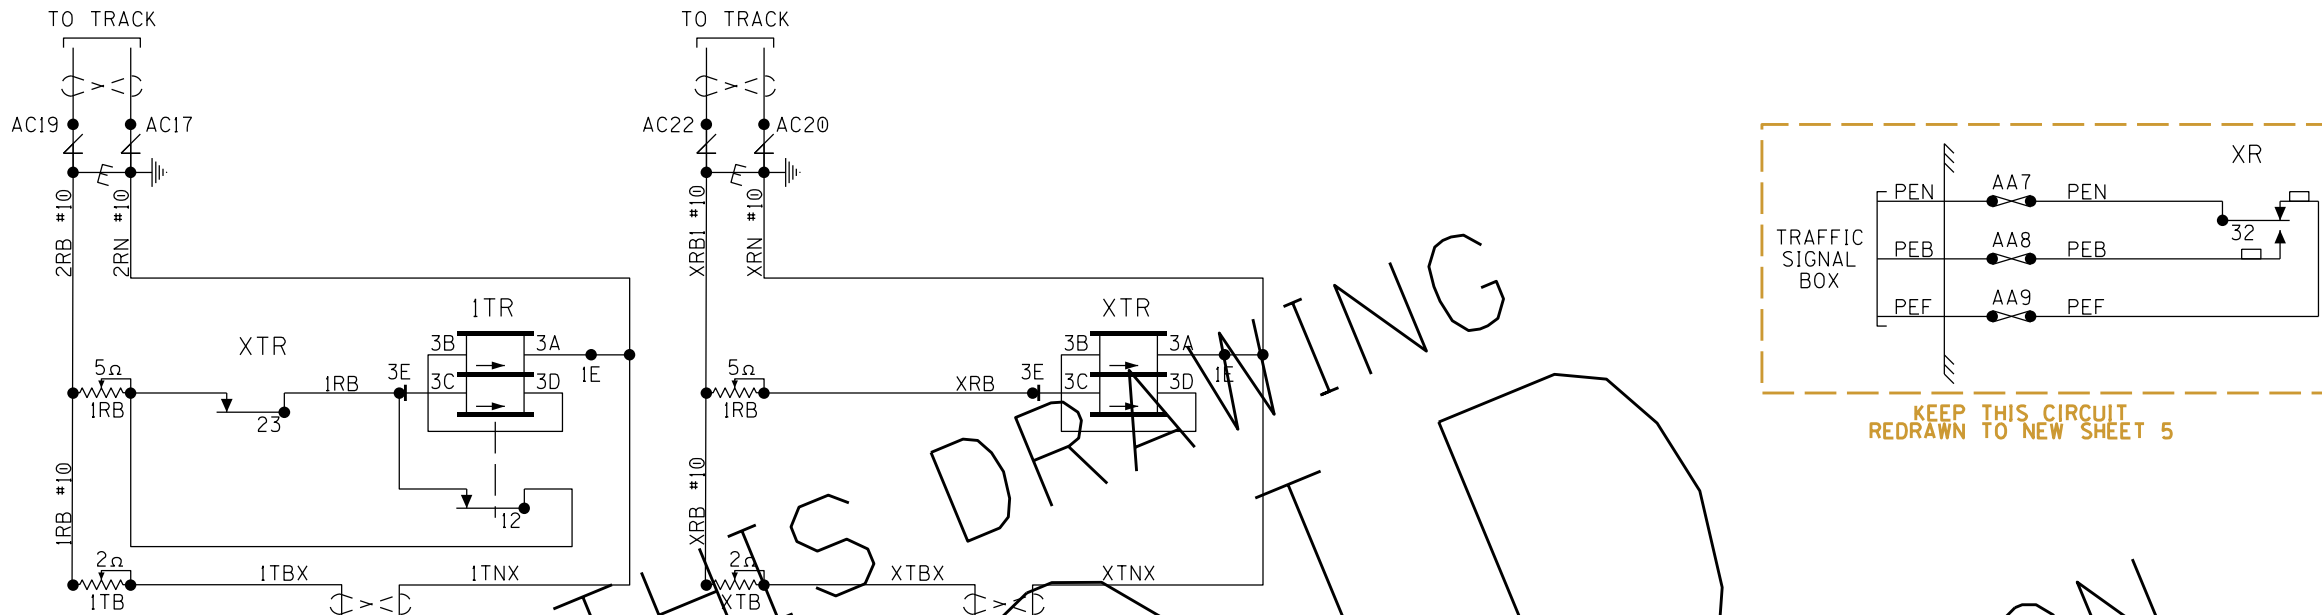 TO TRACK
TO TRACK
AC19
AC17
AC22
AC20
2RB #10
2RN #10
XRB1 #10
XRN #10
XTR
1TR
3B
3A
3E
3C
3D
1E
5Ω
1RB
1RB
23
12
1RB #10
2Ω
1TB
1TBX
1TNX
XTR
3B
3A
3E
3C
3D
1E
5Ω
1RB
XRB
XRB #10
2Ω
XTB
XTBX
XTNX
THIS DRAWING
XR
TRAFFIC
SIGNAL
BOX
PEN
AA7
PEN
32
PEB
AA8
PEB
PEF
AA9
PEF
KEEP THIS CIRCUIT
REDRAWN TO NEW SHEET 5